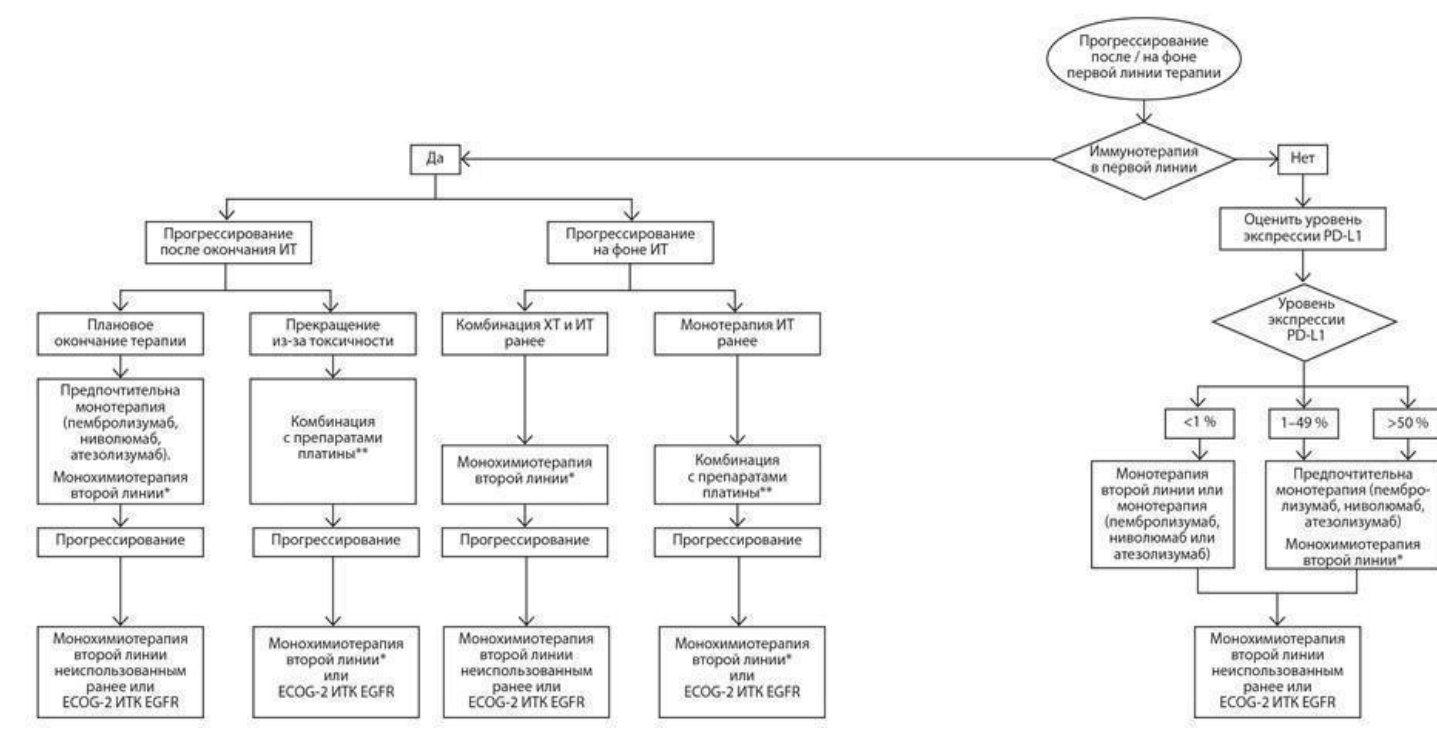 Прогрессирование
после / на фоне
первой линии терапии
Иммунотерапия
в первой линии
Да
Нет
Прогрессирование
после окончания ИТ
Прогрессирование
на фоне ИТ
Оценить уровень
экспрессии PD-L1
Плановое
окончание терапии
Прекращение
из-за токсичности
Комбинация ХТ и ИТ
ранее
Монотерапия ИТ
ранее
Уровень
экспрессии
PD-L1
Предпочтительна
монотерапия
(пембролизумаб,
ниволюмаб,
атезолизумаб).
Монохимиотерапия
второй линии*
Комбинация
с препаратами
платины**
Монохимиотерапия
второй линии*
Комбинация
с препаратами
платины**
<1 %
1–49 %
>50 %
Монотерапия
второй линии или
монотерапия
(пембролизумаб,
ниволюмаб или
атезолизумаб)
Предпочтительна
монотерапия (пембро-
лизумаб, ниволюмаб,
атезолизумаб)
Монохимиотерапия
второй линии*
Прогрессирование
Прогрессирование
Прогрессирование
Прогрессирование
Монохимиотерапия
второй линии
неиспользованным
ранее или
ECOG-2 ИТК EGFR
Монохимиотерапия
второй линии*
или
ECOG-2 ИТК EGFR
Монохимиотерапия
второй линии
неиспользованным
ранее или
ECOG-2 ИТК EGFR
Монохимиотерапия
второй линии*
или
ECOG-2 ИТК EGFR
Монохимиотерапия
второй линии
неиспользованным
ранее или
ECOG-2 ИТК EGFR